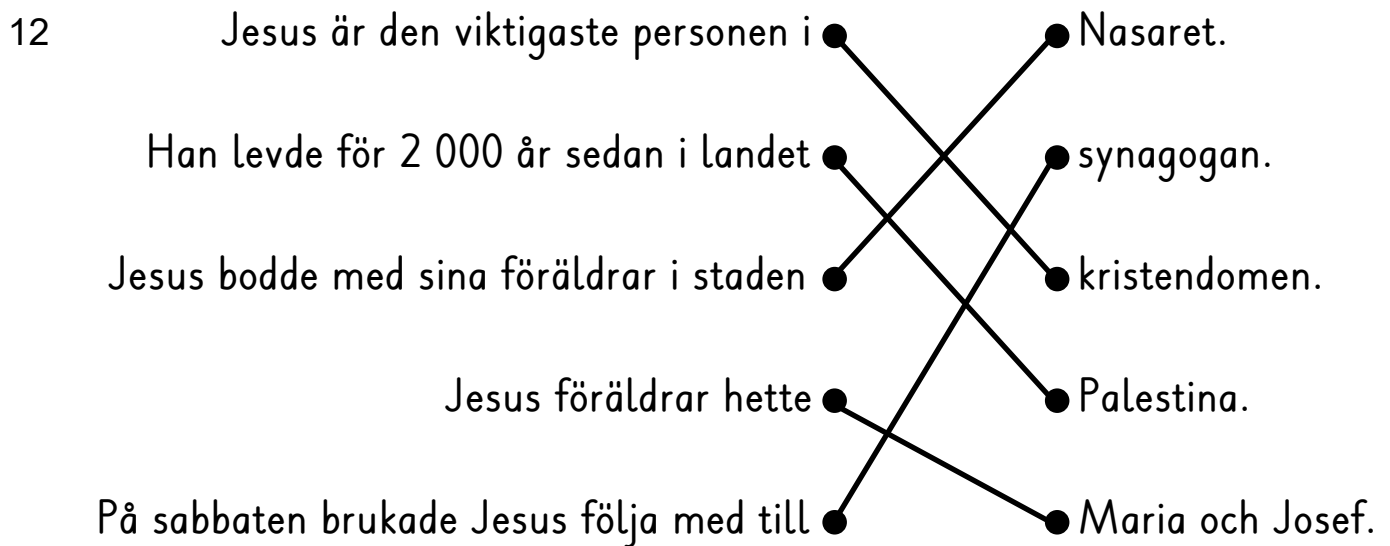 12 Jesus är den viktigaste personen i Nasaret.
Han levde för 2 000 år sedan i landet synagogan.
Jesus bodde med sina föräldrar i staden kristendomen.
Jesus föräldrar hette Palestina.
På sabbaten brukade Jesus följa med till Maria och Josef.